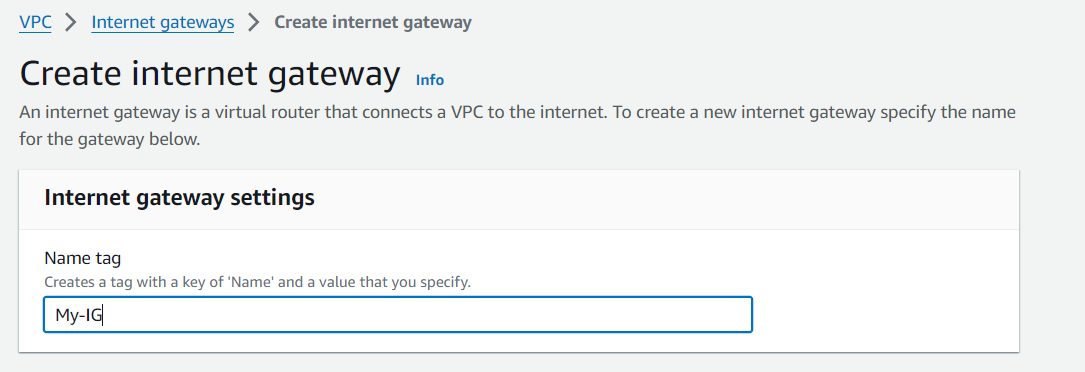 VPC > Internet gateways > Create internet gateway
Create internet gateway Info
An internet gateway is a virtual router that connects a VPC to the internet. To create a new internet gateway specify the name
for the gateway below.
Internet gateway settings
Name tag
Creates a tag with a key of 'Name' and a value that you specify.
My-IG